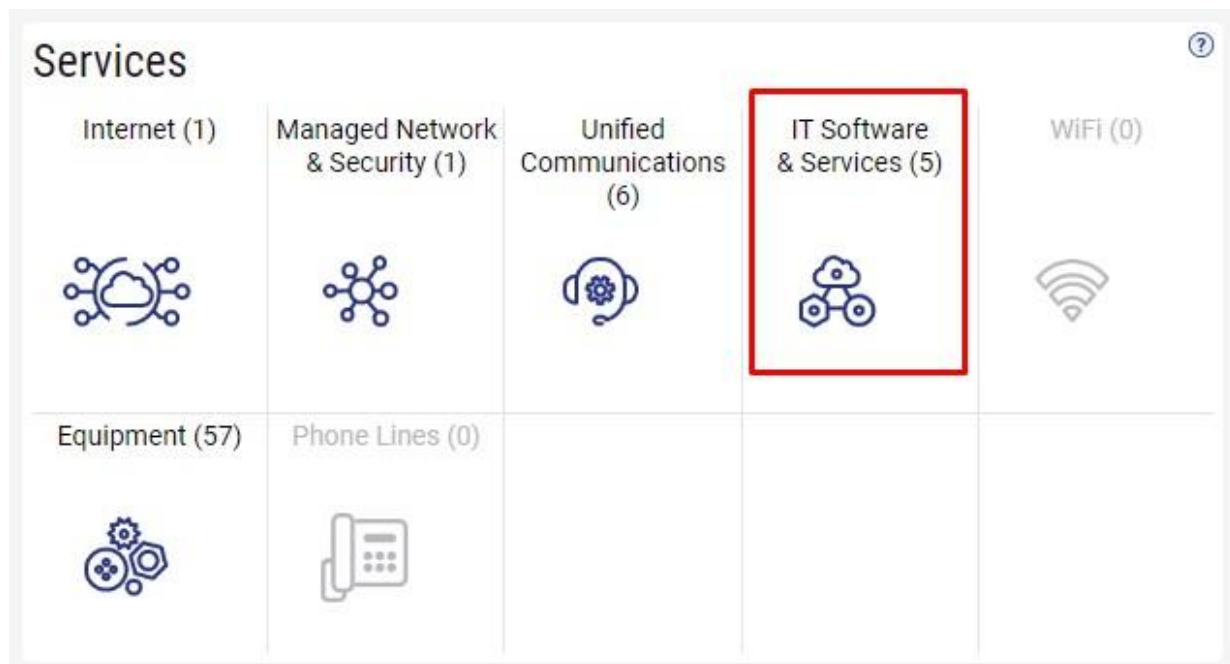 Services
?
Internet (1)
Managed Network
& Security (1)
Unified
Communications
(6)
IT Software
& Services (5)
WiFi (0)
Equipment (57)
Phone Lines (0)